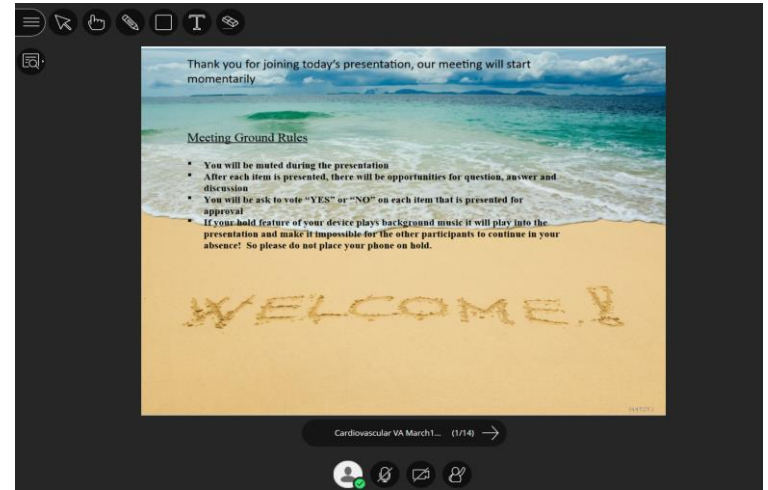 Thank you for joining today's presentation, our meeting will start
momentarily
Meeting Ground Rules
▪ You will be muted during the presentation
▪ After each item is presented, there will be opportunities for question, answer and
discussion
▪ You will be ask to vote “YES” or “NO” on each item that is presented for
approval
▪ If your hold feature of your device plays background music it will play into the
presentation and make it impossible for the other participants to continue in your
absence! So please do not place your phone on hold.
WELCOME!
Cardiovascular VA March1... (1/14)